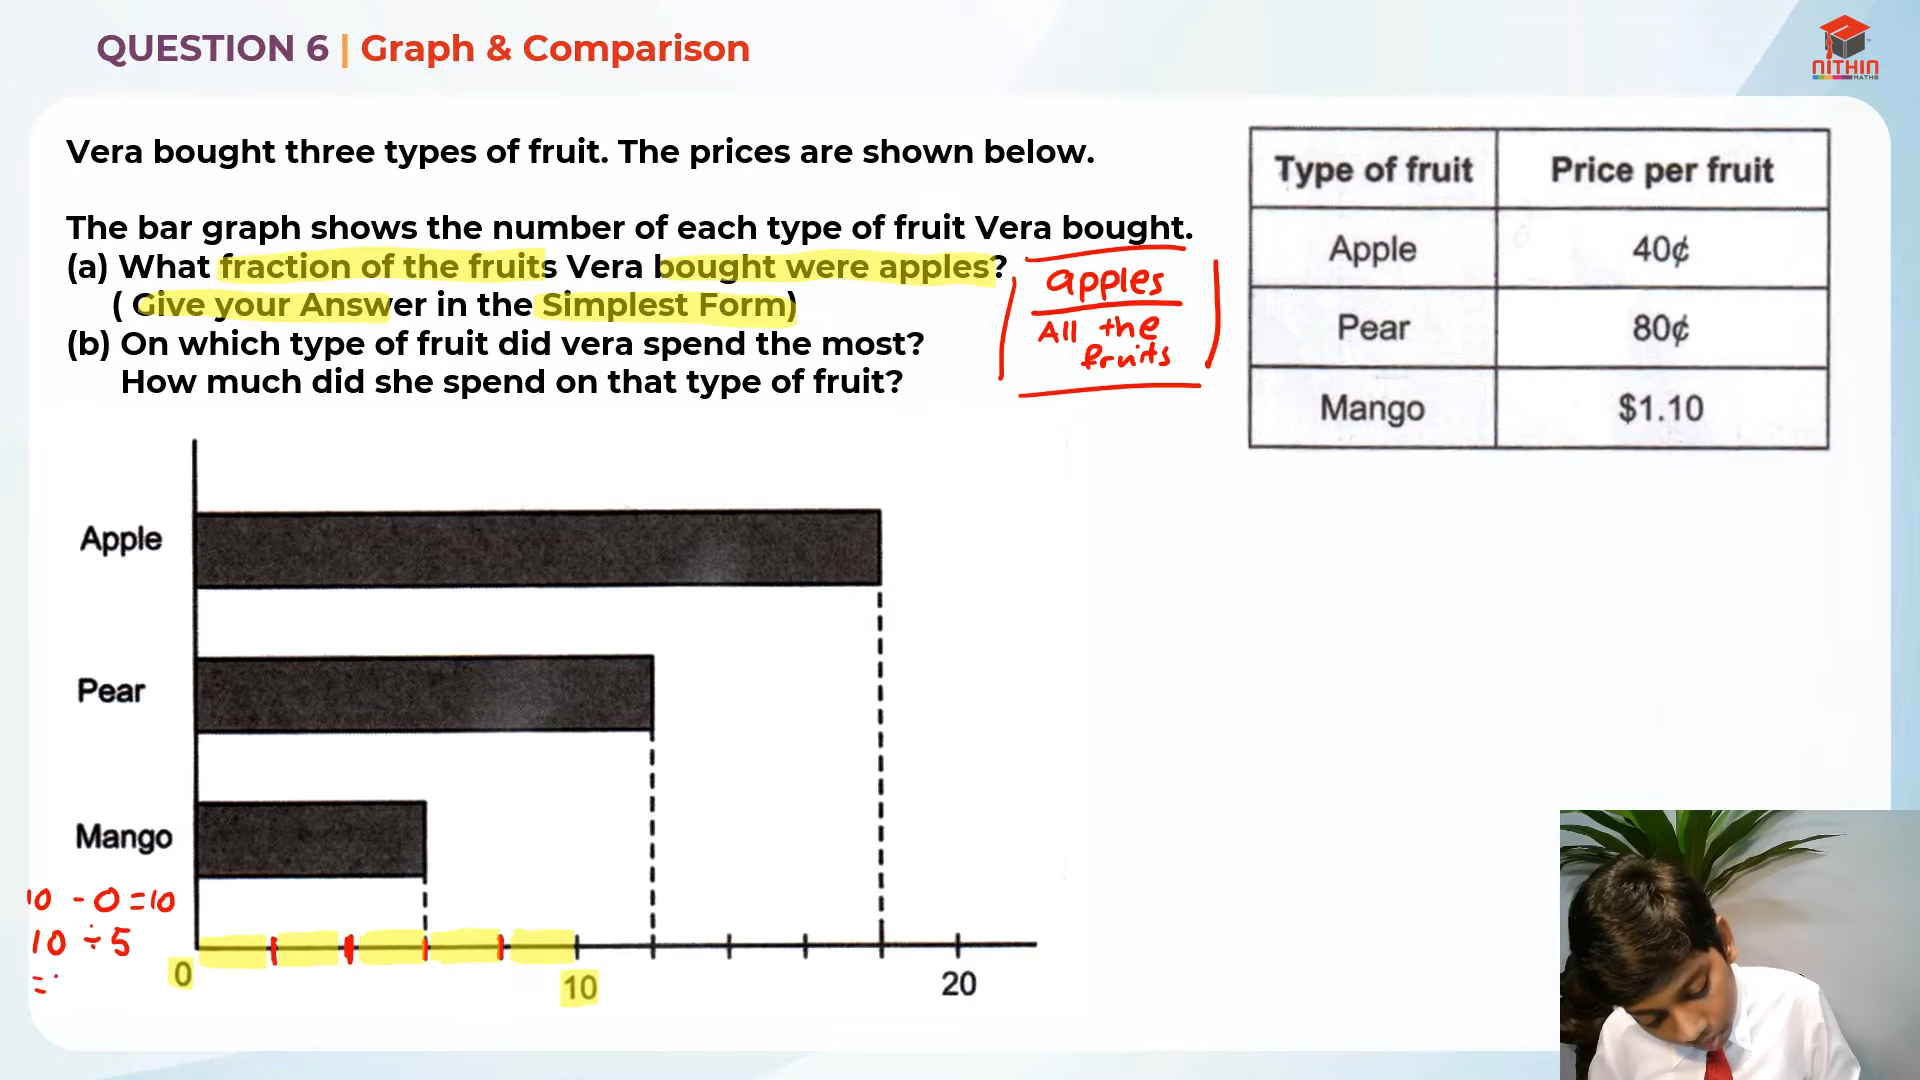 QUESTION 6 | Graph & Comparison
NITHIN
MATHS
Vera bought three types of fruit. The prices are shown below.
The bar graph shows the number of each type of fruit Vera bought.
(a) What fraction of the fruits Vera bought were apples?
( Give your Answer in the Simplest Form)
(b) On which type of fruit did vera spend the most?
How much did she spend on that type of fruit?
apples
All the
fruits
Type of fruit Price per fruit
Apple 40¢
Pear 80¢
Mango $1.10
Apple
Pear
Mango
10 - 0 = 10
10 ÷ 5
=
0 10 20